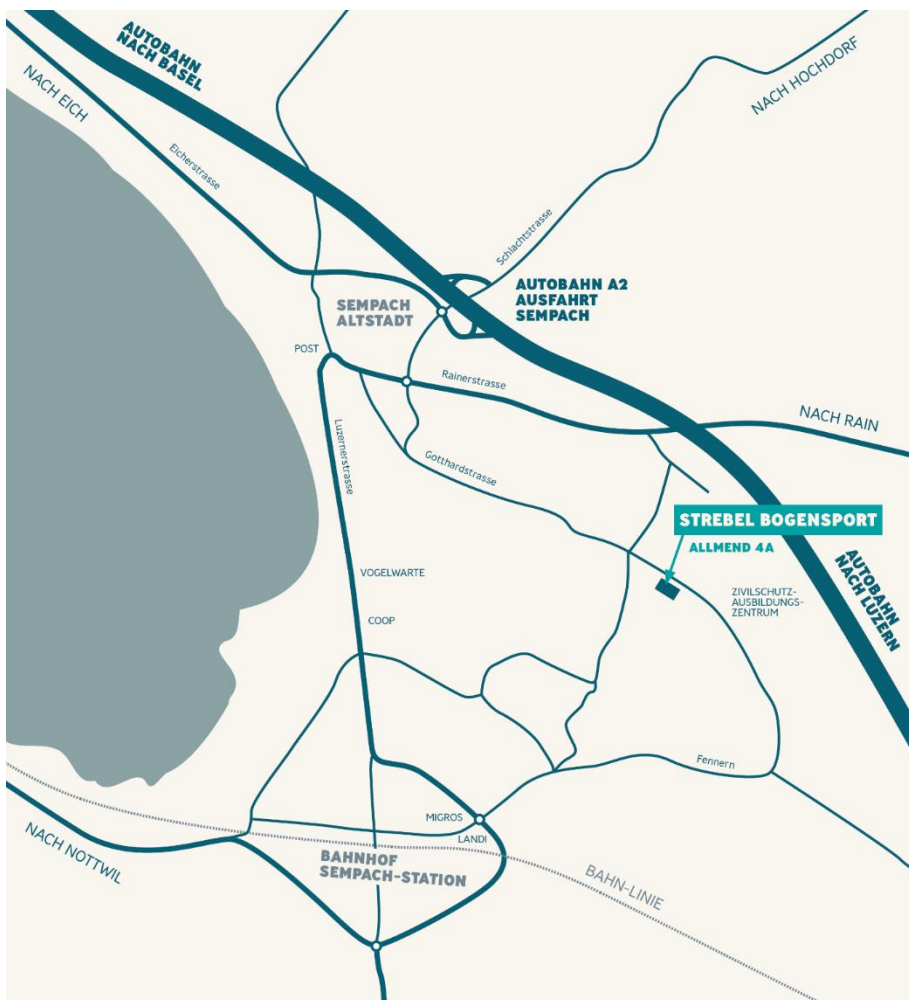 AUTOBAHN
NACH BASEL
NACH EICH
Eicherstrasse
NACH HOCHDORF
Schlachtstrasse
AUTOBAHN A2
AUSFAHRT
SEMPACH
SEMPACH
ALTSTADT
POST
Rainerstrasse
NACH RAIN
Luzernerstrasse
Gotthardstrasse
STREBEL BOGENSPORT
ALLMEND 4A
AUTOBAHN
NACH LUZERN
VOGELWARTE
ZIVILSCHUTZ-
AUSBILDUNGS-
ZENTRUM
COOP
Fennern
MIGROS
LANDI
NACH NOTTWIL
BAHNHOF
SEMPACH-STATION
BAHN-LINIE